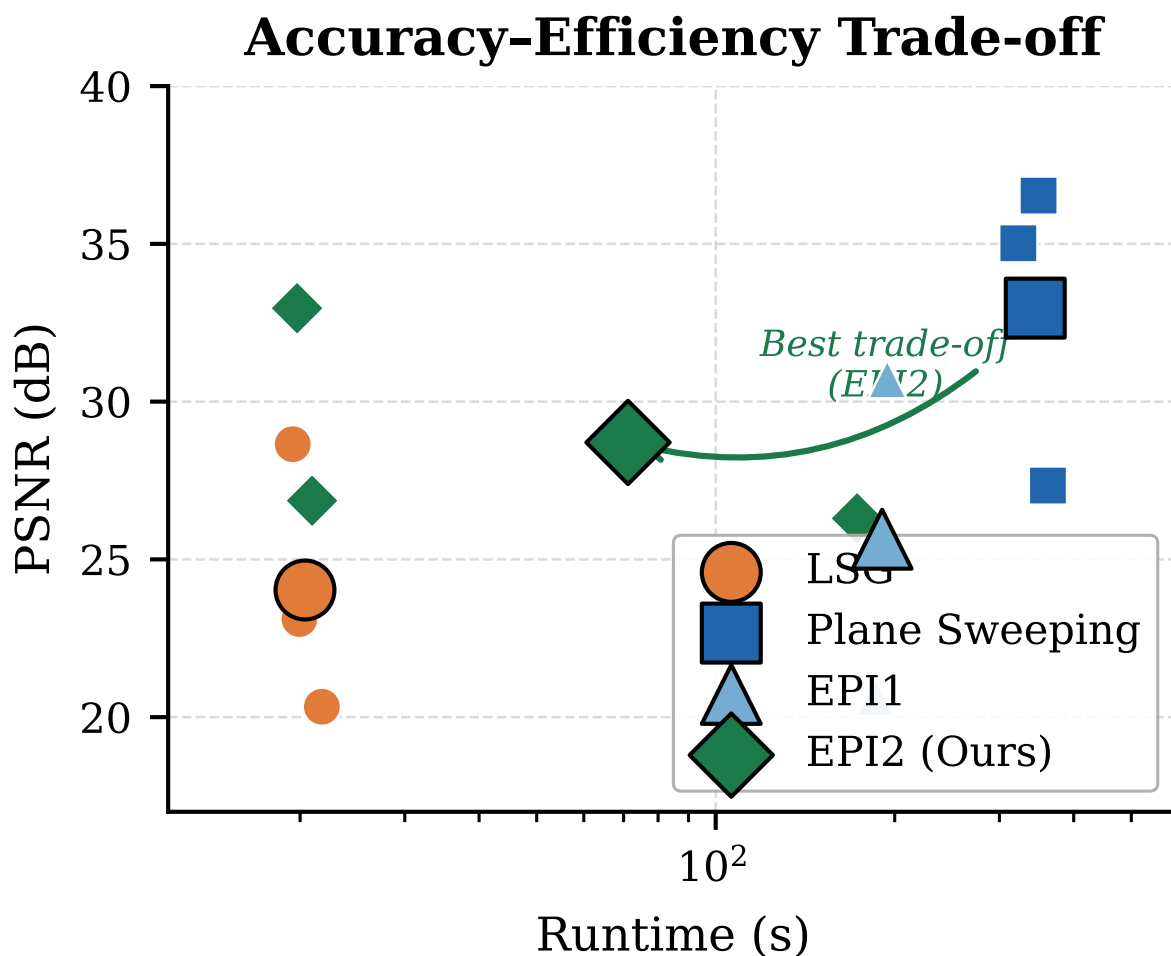 Accuracy–Efficiency Trade-off
40
35
30
25
20
PSNR (dB)
Best trade-off
(EPI2)
LSG
Plane Sweeping
EPI1
EPI2 (Ours)
10²
Runtime (s)